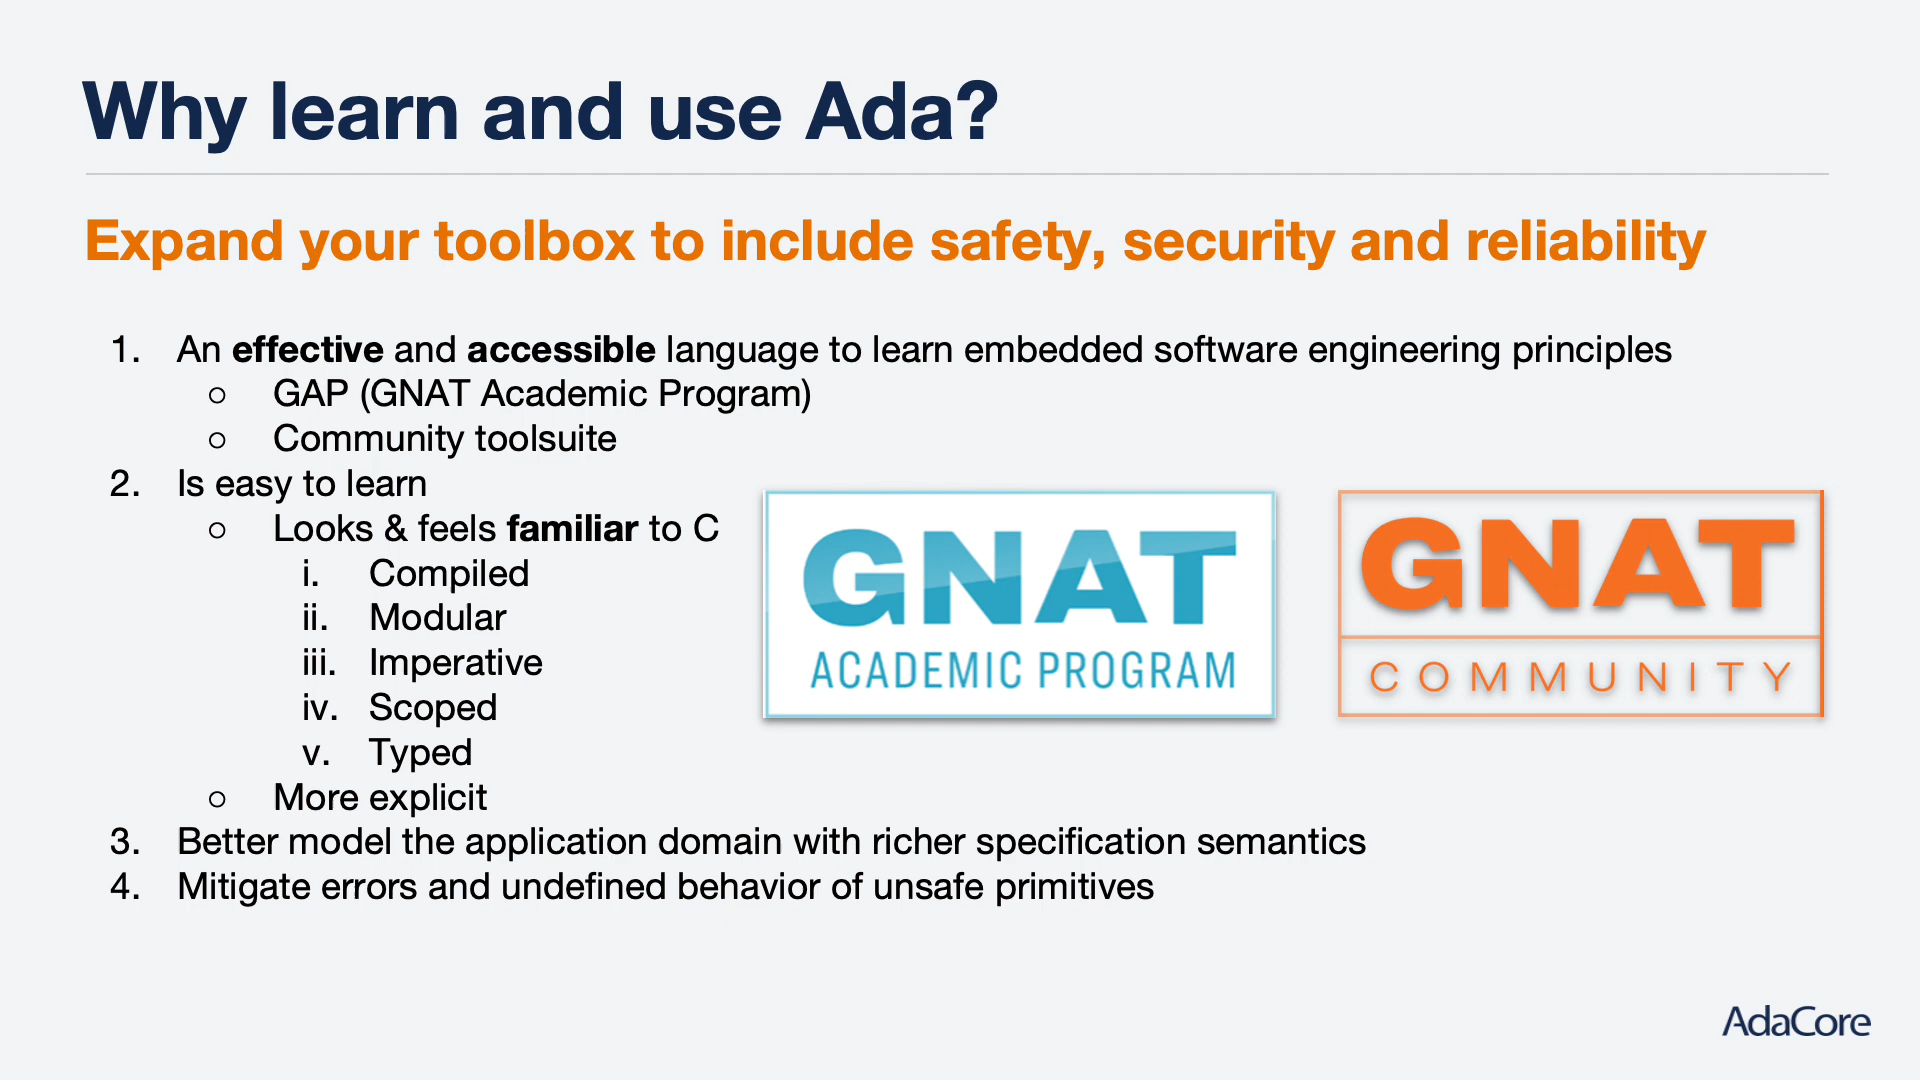 Why learn and use Ada?
Expand your toolbox to include safety, security and reliability
1. An effective and accessible language to learn embedded software engineering principles
○ GAP (GNAT Academic Program)
○ Community toolsuite
2. Is easy to learn
○ Looks & feels familiar to C
i. Compiled
ii. Modular
iii. Imperative
iv. Scoped
v. Typed
○ More explicit
3. Better model the application domain with richer specification semantics
4. Mitigate errors and undefined behavior of unsafe primitives
GNAT
ACADEMIC PROGRAM
GNAT
COMMUNITY
AdaCore